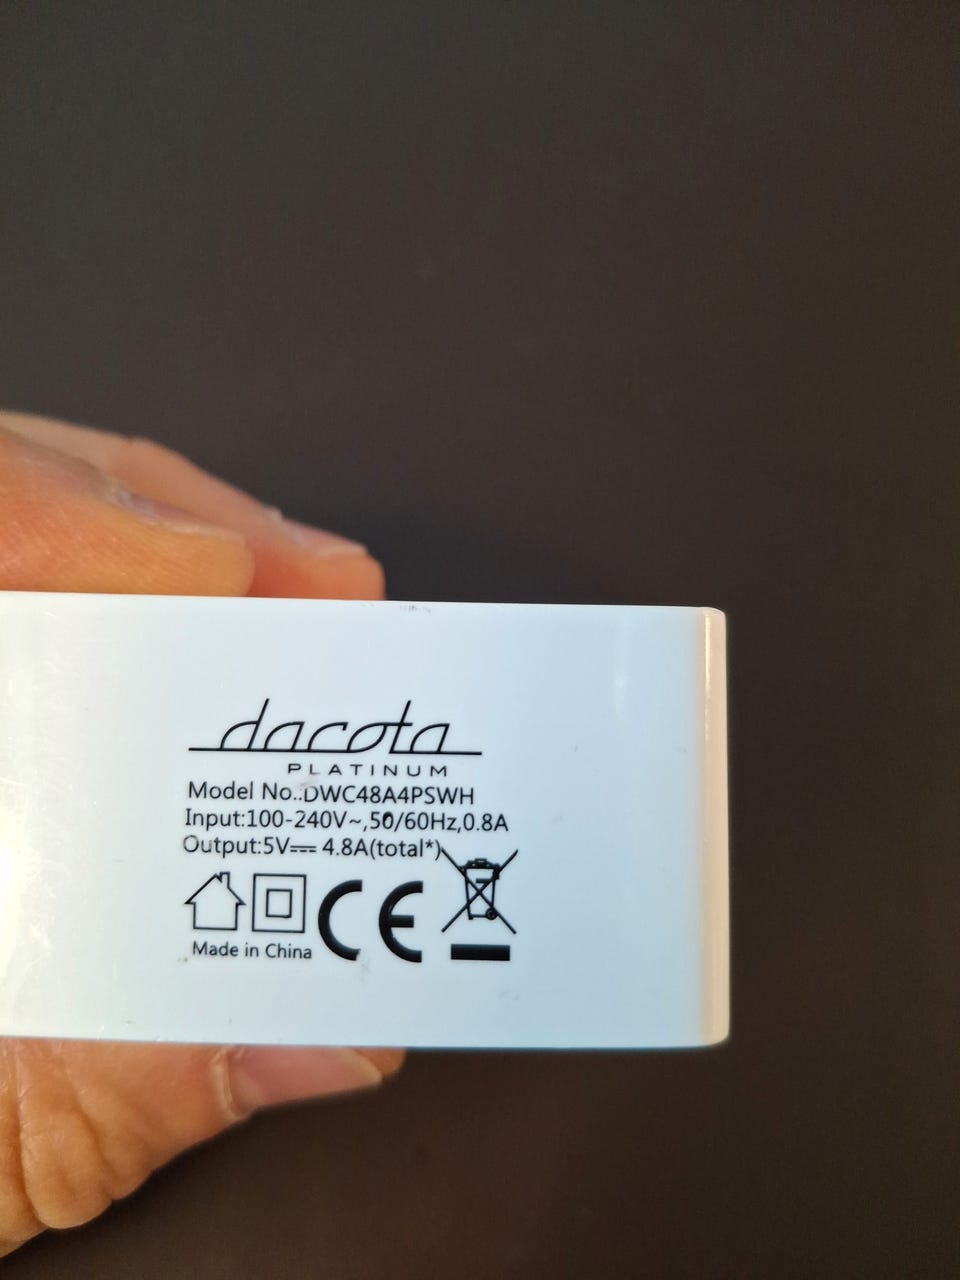 dacota
PLATINUM
Model No.:DWC48A4PSWH
Input:100-240V~,50/60Hz,0.8A
Output:5V⎓ 4.8A(total*)
CE
Made in China